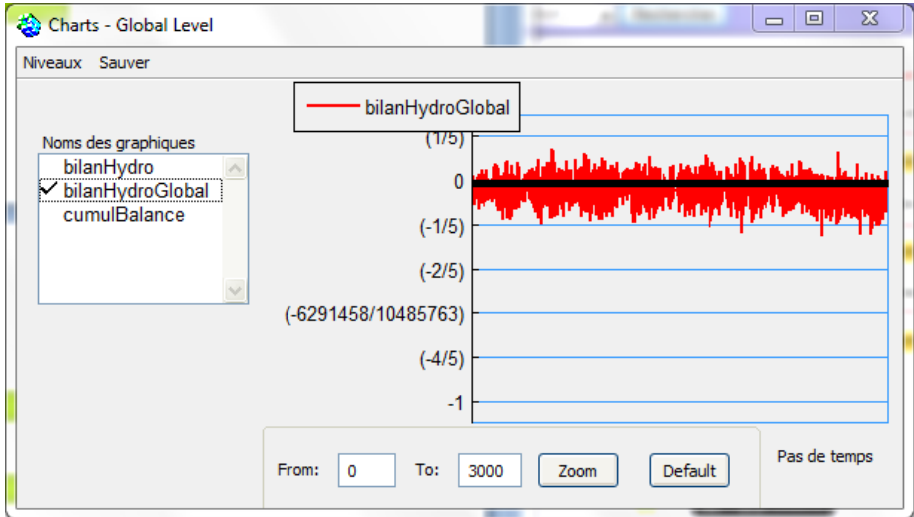 Charts - Global Level
Niveaux Sauver
bilanHydroGlobal
Noms des graphiques
bilanHydro
bilanHydroGlobal
cumulBalance
(1/5)
0
(-1/5)
(-2/5)
(-6291458/10485763)
(-4/5)
-1
From: 0 To: 3000 Zoom Default
Pas de temps